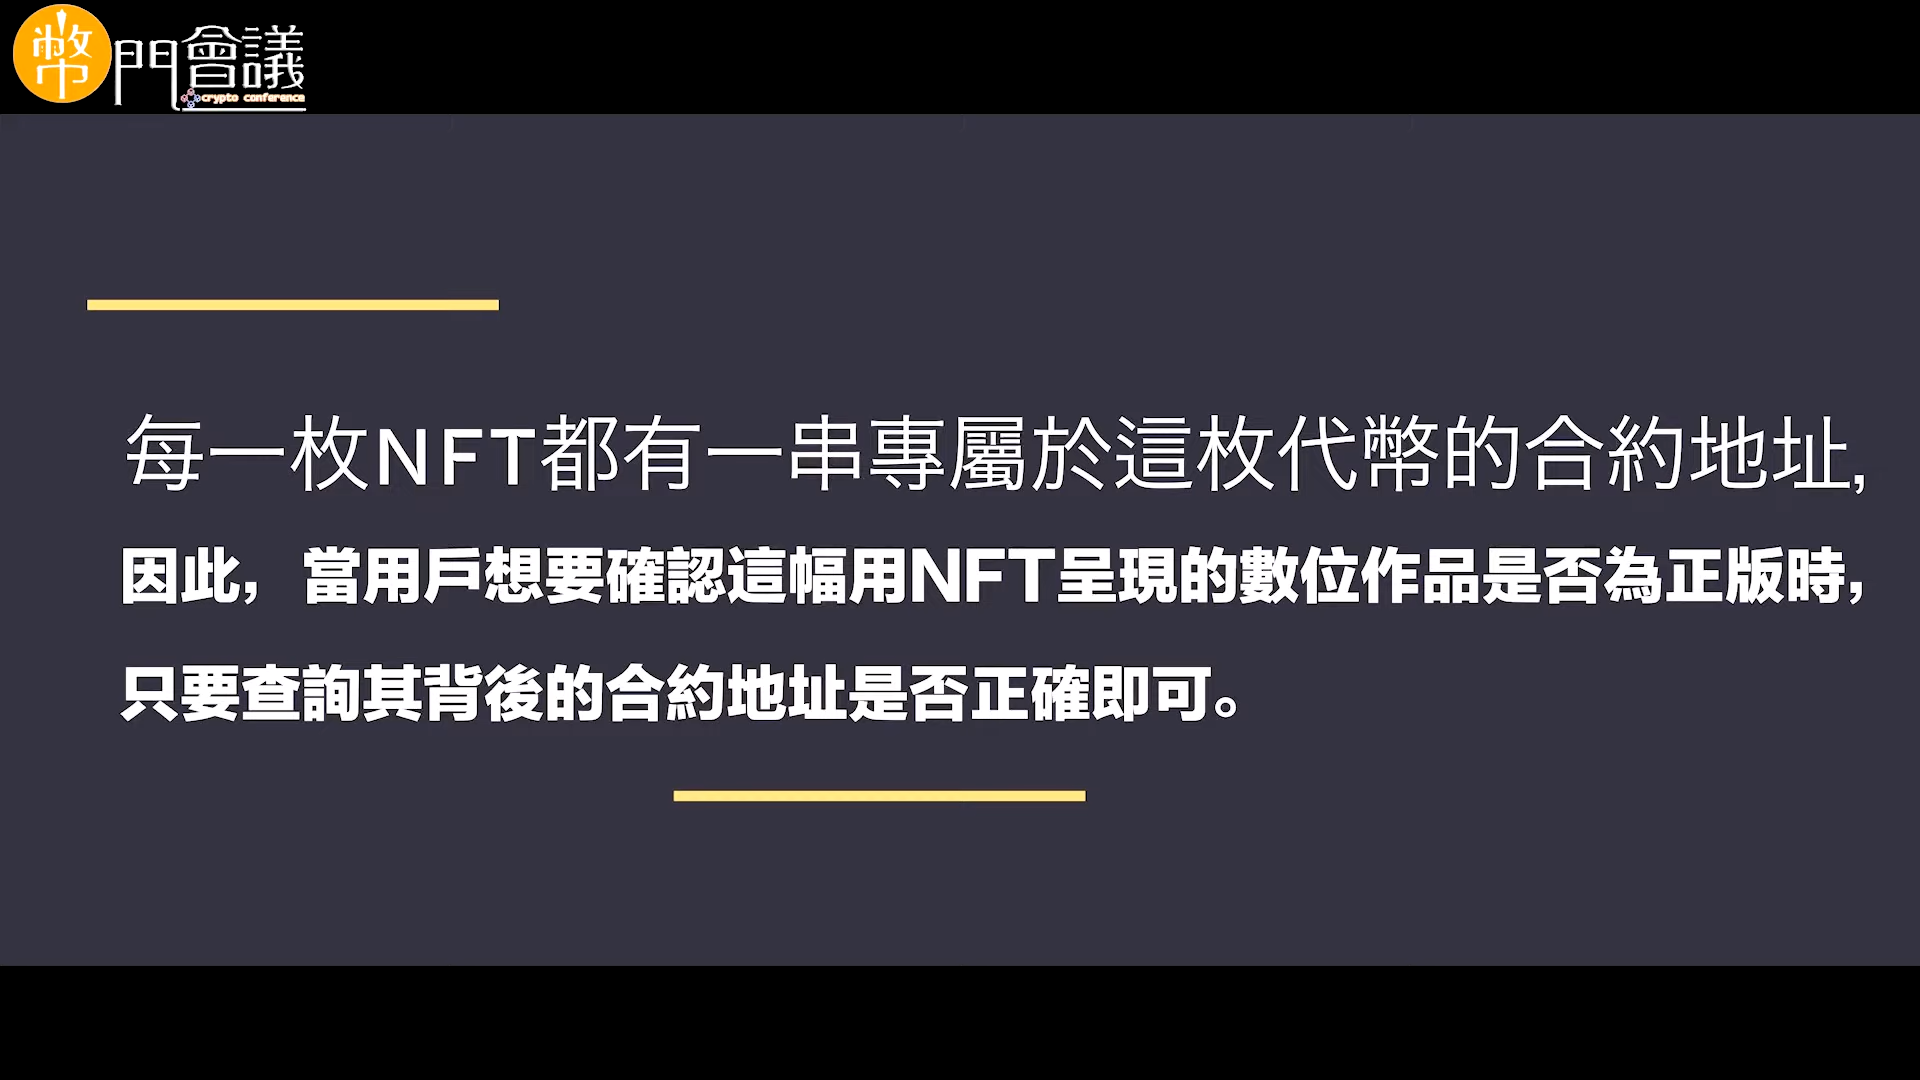 幣門會議
crypto conference
每一枚NFT都有一串專屬於這枚代幣的合約地址,
因此，當用戶想要確認這幅用NFT呈現的數位作品是否為正版時，
只要查詢其背後的合約地址是否正確即可。